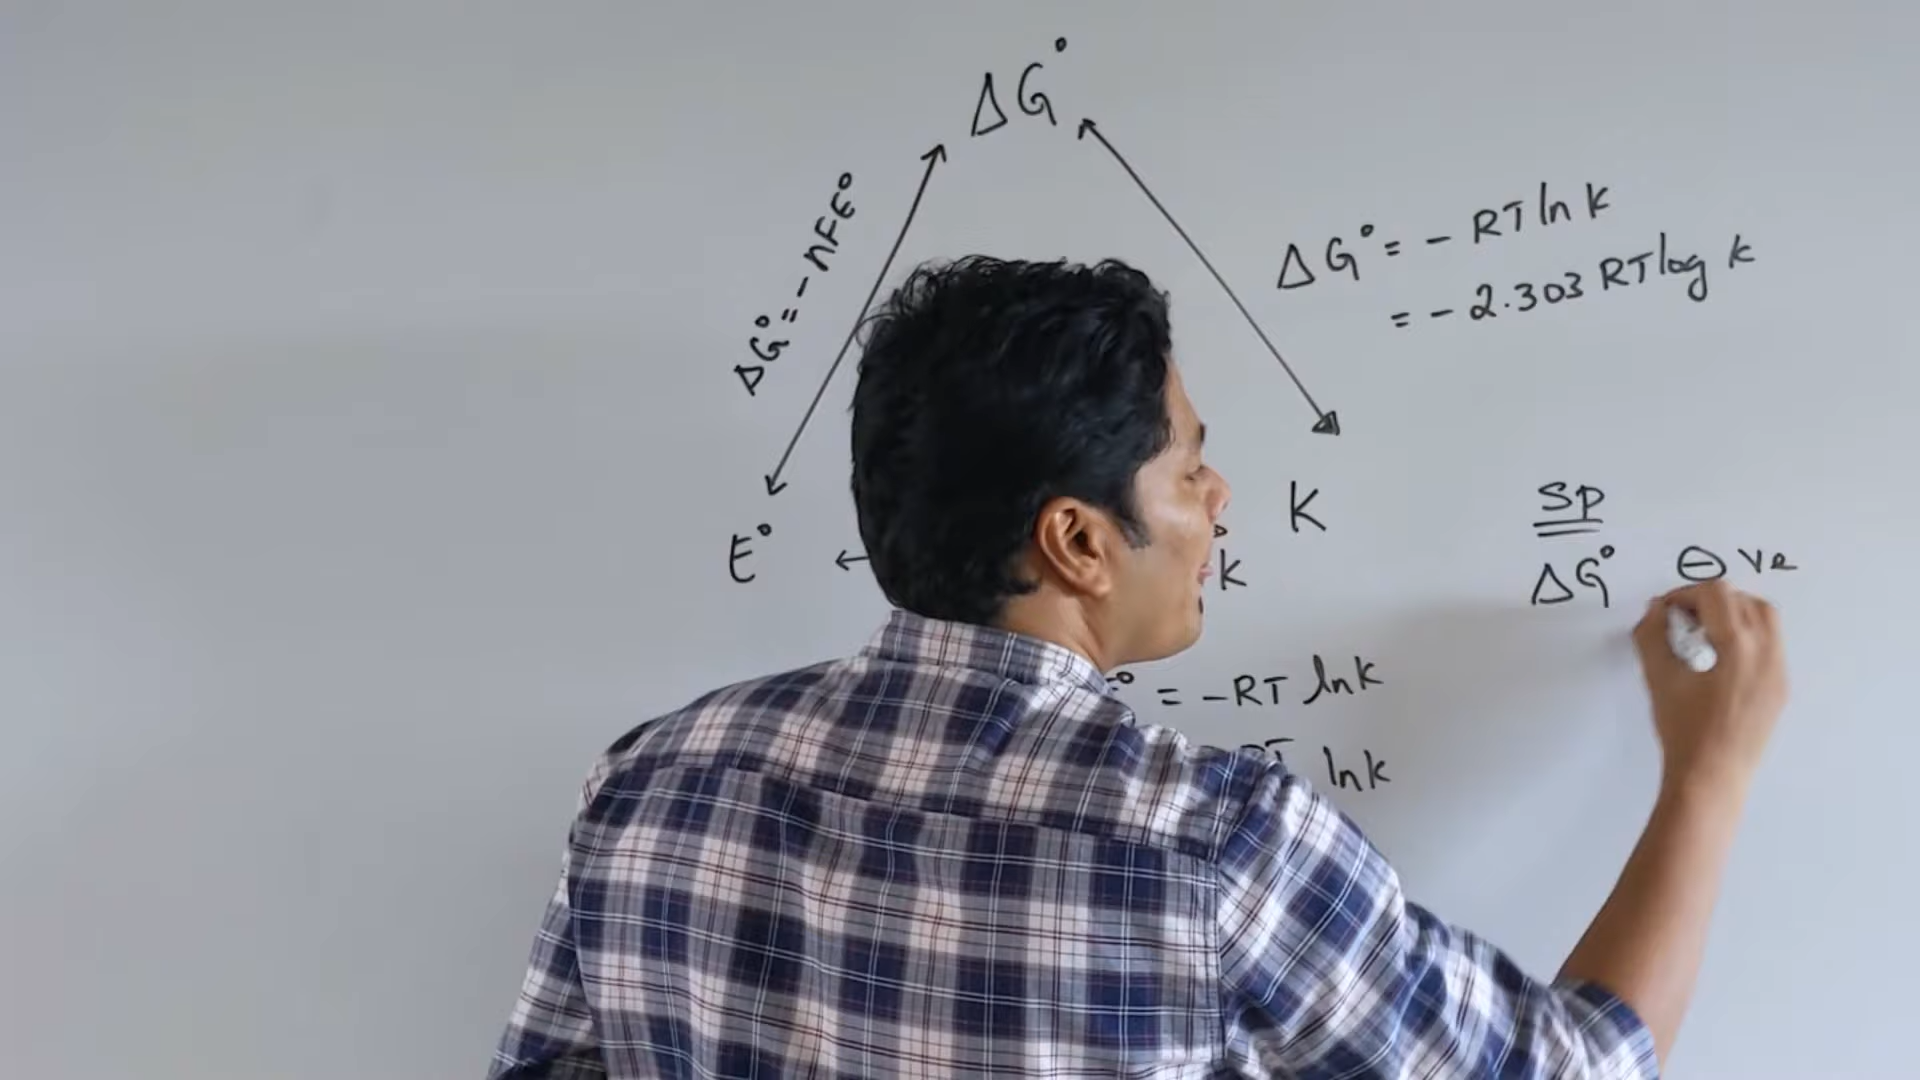 ΔG°
ΔG° = - nFE°
ΔG° = - RT ln k
= - 2.303 RT log k
E°
K
k
SP
ΔG° ⊖ ve
° = -RT lnk
RT lnk